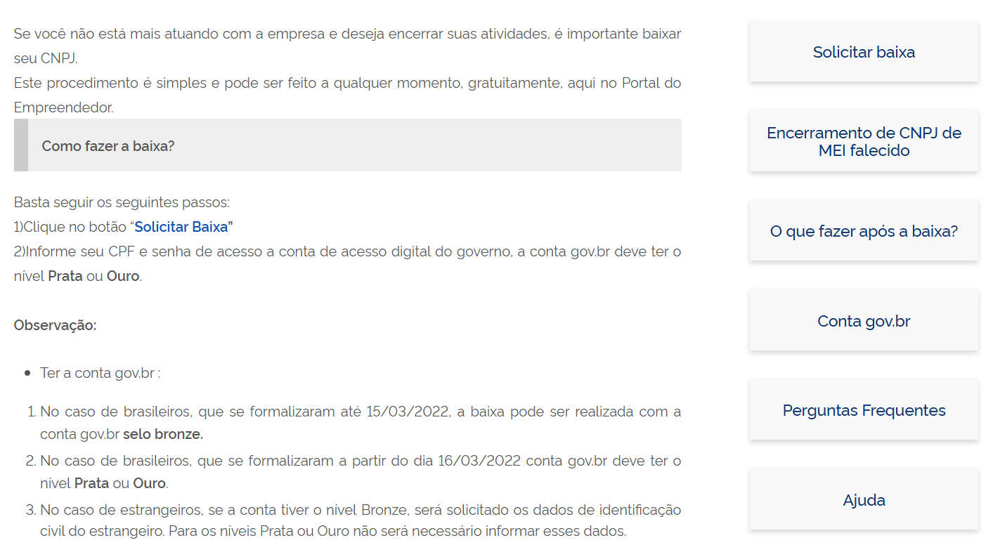 Se você não está mais atuando com a empresa e deseja encerrar suas atividades, é importante baixar
seu CNPJ.
Este procedimento é simples e pode ser feito a qualquer momento, gratuitamente, aqui no Portal do
Empreendedor.
Como fazer a baixa?
Basta seguir os seguintes passos:
1)Clique no botão “Solicitar Baixa”
2)Informe seu CPF e senha de acesso a conta de acesso digital do governo, a conta gov.br deve ter o
nível Prata ou Ouro.
Observação:
• Ter a conta gov.br :
1. No caso de brasileiros, que se formalizaram até 15/03/2022, a baixa pode ser realizada com a
conta gov.br selo bronze.
2. No caso de brasileiros, que se formalizaram a partir do dia 16/03/2022 conta gov.br deve ter o
nível Prata ou Ouro.
3. No caso de estrangeiros, se a conta tiver o nível Bronze, será solicitado os dados de identificação
civil do estrangeiro. Para os níveis Prata ou Ouro não será necessário informar esses dados.
Solicitar baixa
Encerramento de CNPJ de
MEI falecido
O que fazer após a baixa?
Conta gov.br
Perguntas Frequentes
Ajuda